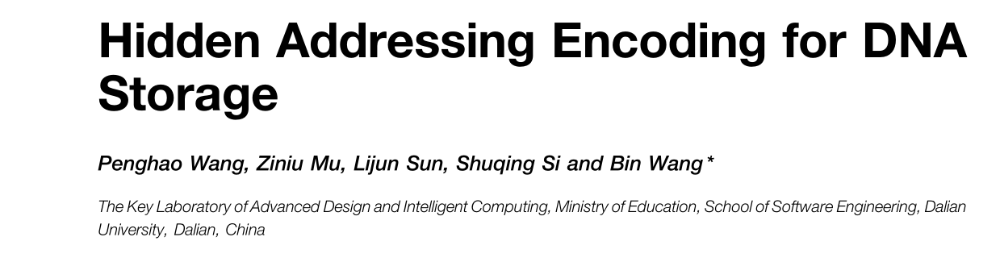 Hidden Addressing Encoding for DNA
Storage
Penghao Wang, Ziniu Mu, Lijun Sun, Shuqing Si and Bin Wang*
The Key Laboratory of Advanced Design and Intelligent Computing, Ministry of Education, School of Software Engineering, Dalian
University, Dalian, China